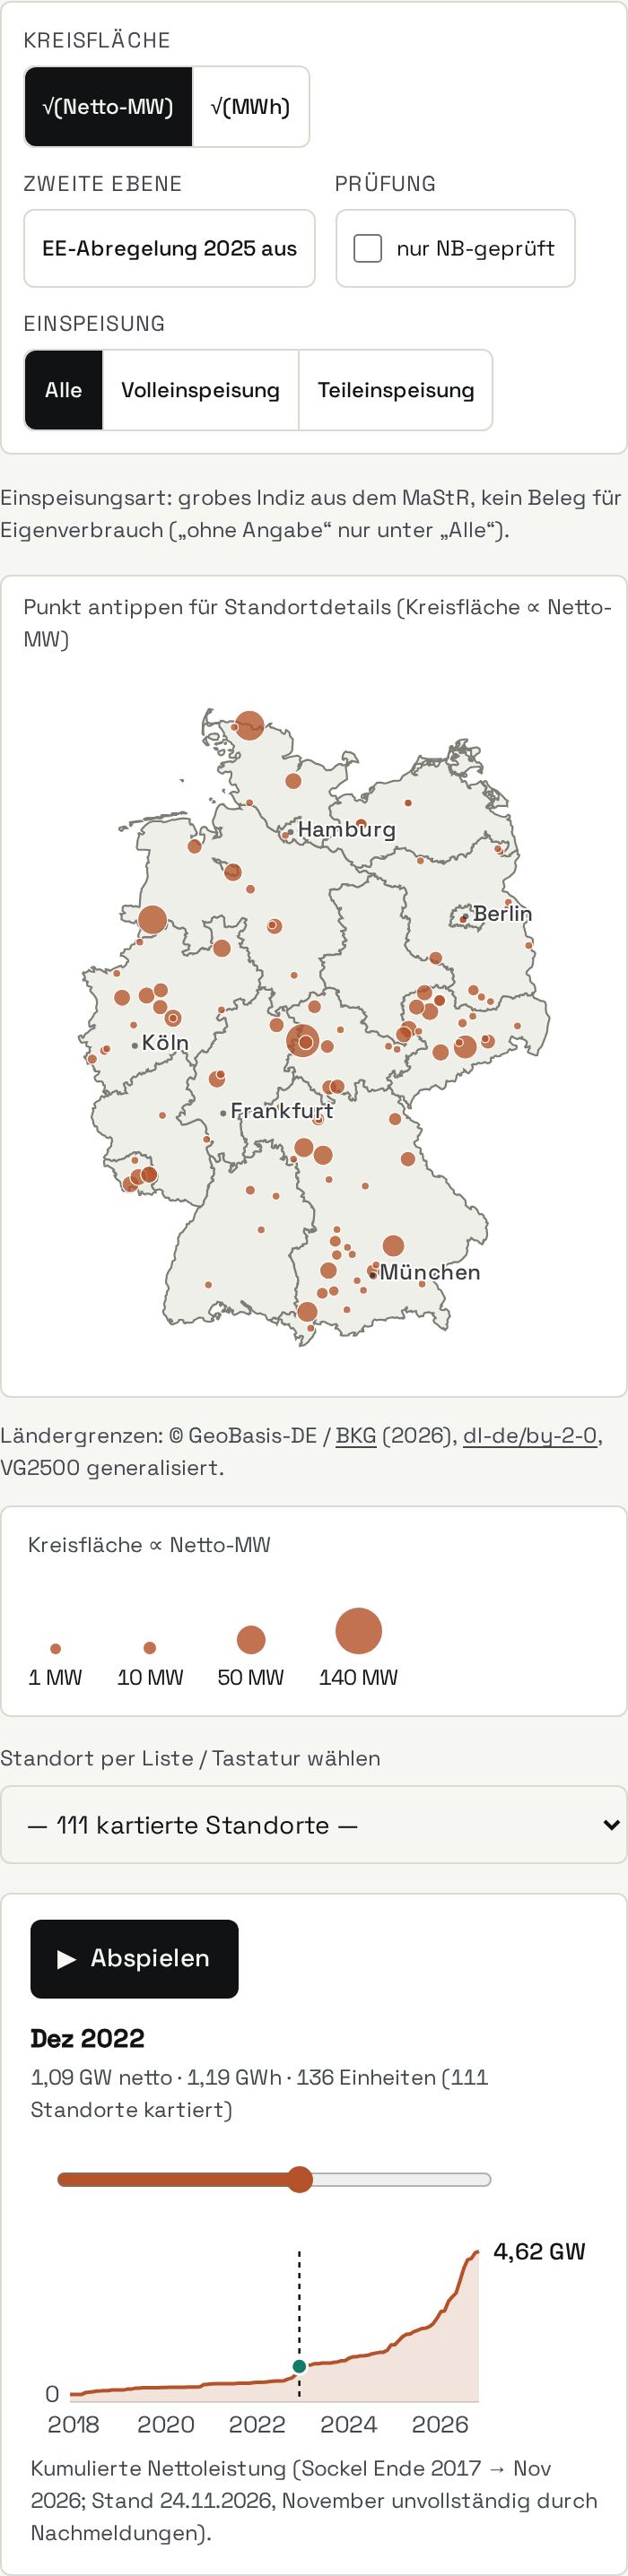 KREISFLÄCHE
√(Netto-MW) √(MWh)
ZWEITE EBENE PRÜFUNG
EE-Abregelung 2025 aus nur NB-geprüft
EINSPEISUNG
Alle Volleinspeisung Teileinspeisung
Einspeisungsart: grobes Indiz aus dem MaStR, kein Beleg für
Eigenverbrauch („ohne Angabe“ nur unter „Alle“).
Punkt antippen für Standortdetails (Kreisfläche ∝ Netto-
MW)
Hamburg
Berlin
Köln
Frankfurt
München
Ländergrenzen: © GeoBasis-DE / BKG (2026), dl-de/by-2-0,
VG2500 generalisiert.
Kreisfläche ∝ Netto-MW
1 MW 10 MW 50 MW 140 MW
Standort per Liste / Tastatur wählen
— 111 kartierte Standorte —
▶ Abspielen
Dez 2022
1,09 GW netto · 1,19 GWh · 136 Einheiten (111
Standorte kartiert)
4,62 GW
0
2018 2020 2022 2024 2026
Kumulierte Nettoleistung (Sockel Ende 2017 → Nov
2026; Stand 24.11.2026, November unvollständig durch
Nachmeldungen).